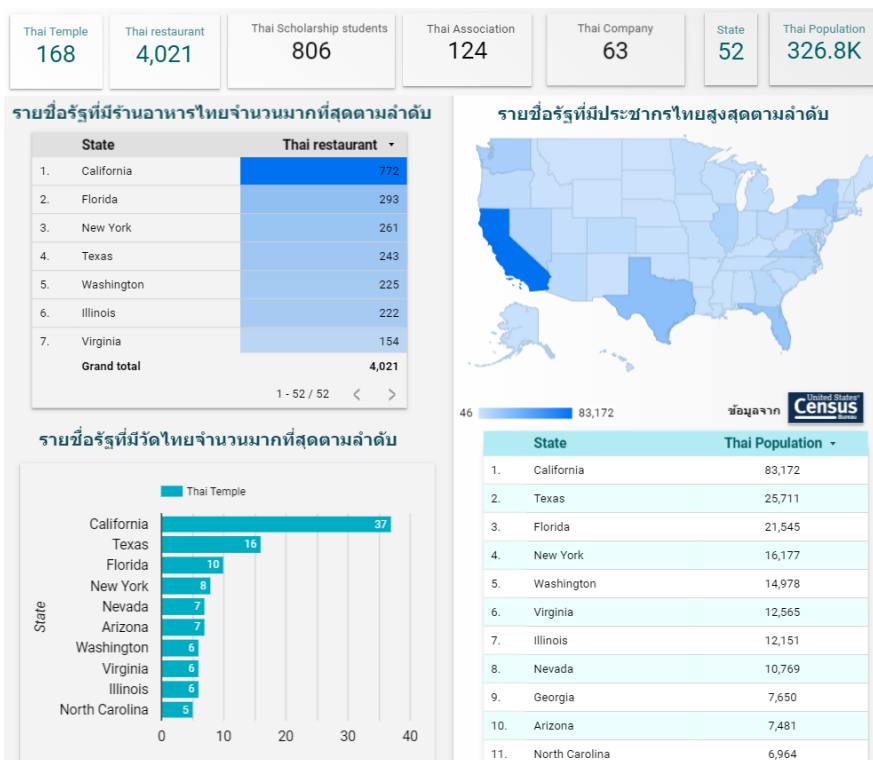 Thai Temple
168
Thai restaurant
4,021
Thai Scholarship students
806
Thai Association
124
Thai Company
63
State
52
Thai Population
326.8K
รายชื่อรัฐที่มีร้านอาหารไทยจำนวนมากที่สุดตามลำดับ
State Thai restaurant
1. California 772
2. Florida 293
3. New York 261
4. Texas 243
5. Washington 225
6. Illinois 222
7. Virginia 154
Grand total 4,021
1 - 52 / 52
รายชื่อรัฐที่มีวัดไทยจำนวนมากที่สุดตามลำดับ
Thai Temple
State
California 37
Texas 16
Florida 10
New York 8
Nevada 7
Arizona 7
Washington 6
Virginia 6
Illinois 6
North Carolina 5
0 10 20 30 40
รายชื่อรัฐที่มีประชากรไทยสูงสุดตามลำดับ
46 83,172
ข้อมูลจาก
United States®
Census
Bureau
State Thai Population
1. California 83,172
2. Texas 25,711
3. Florida 21,545
4. New York 16,177
5. Washington 14,978
6. Virginia 12,565
7. Illinois 12,151
8. Nevada 10,769
9. Georgia 7,650
10. Arizona 7,481
11. North Carolina 6,964